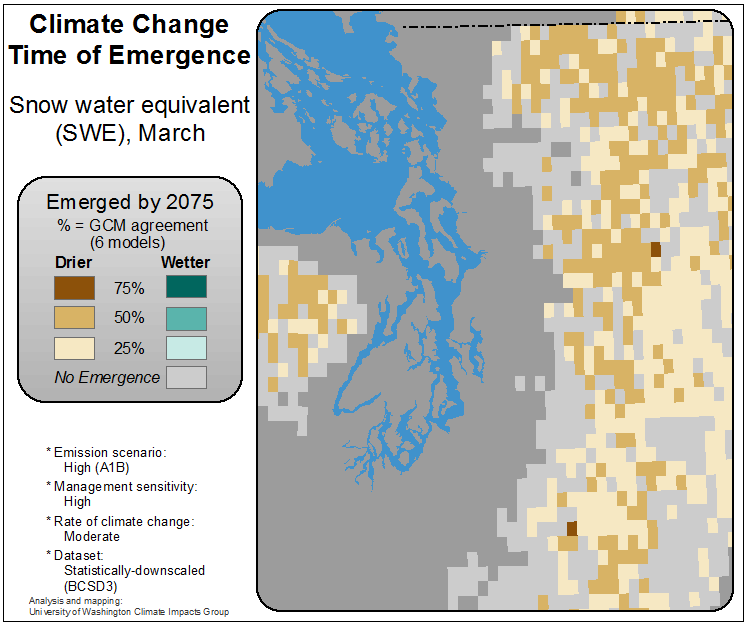 Climate Change
Time of Emergence
Snow water equivalent
(SWE), March
Emerged by 2075
% = GCM agreement
(6 models)
Drier Wetter
75%
50%
25%
No Emergence
* Emission scenario:
High (A1B)
* Management sensitivity:
High
* Rate of climate change:
Moderate
* Dataset:
Statistically-downscaled
(BCSD3)
Analysis and mapping:
University of Washington Climate Impacts Group